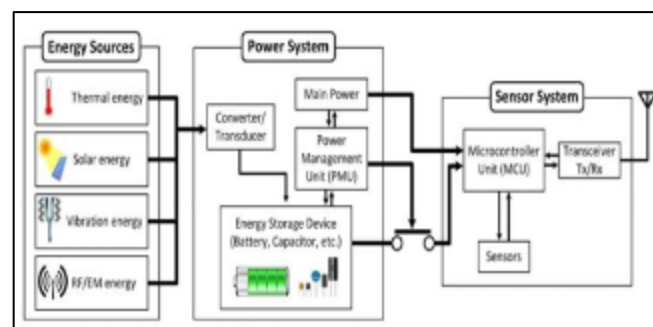 Energy Sources
Thermal energy
Solar energy
Vibration energy
RF/EM energy
Power System
Converter/
Transducer
Main Power
Power
Management
Unit (PMU)
Energy Storage Device
(Battery, Capacitor, etc.)
Sensor System
Microcontroller
Unit (MCU)
Transceiver
Tx/Rx
Sensors